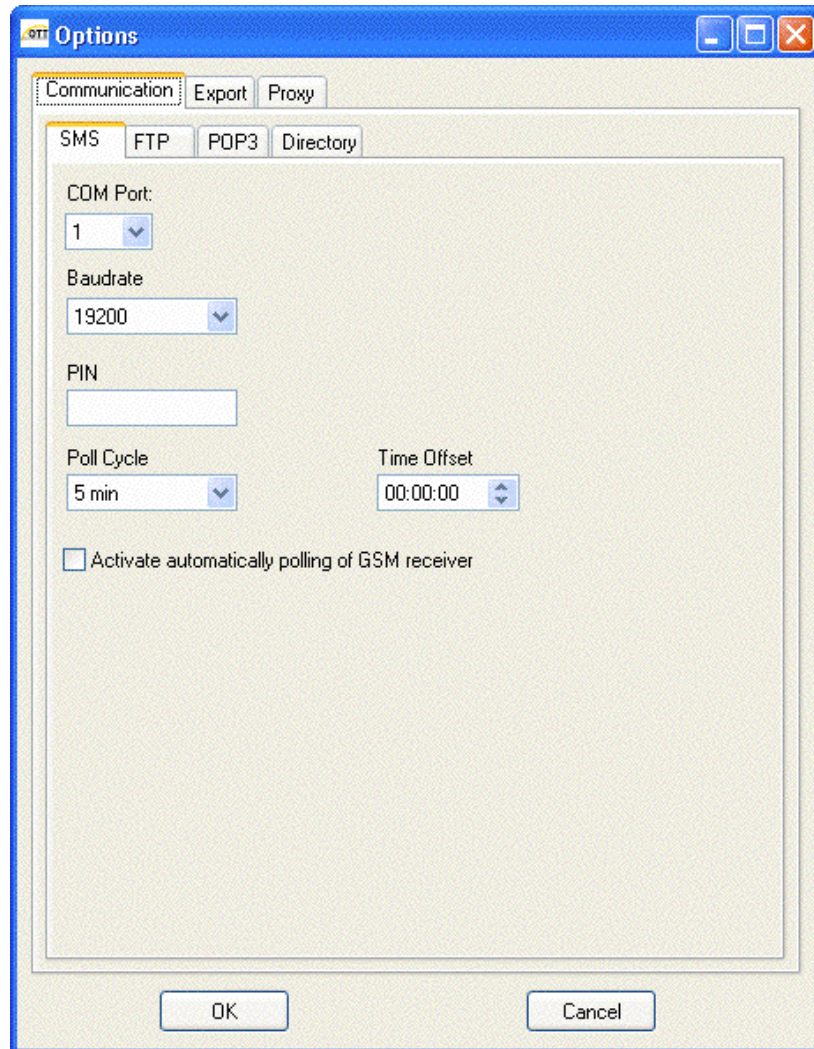 OTT Options
Communication Export Proxy
SMS FTP POP3 Directory
COM Port:
1
Baudrate
19200
PIN
Poll Cycle Time Offset
5 min 00:00:00
Activate automatically polling of GSM receiver
OK Cancel